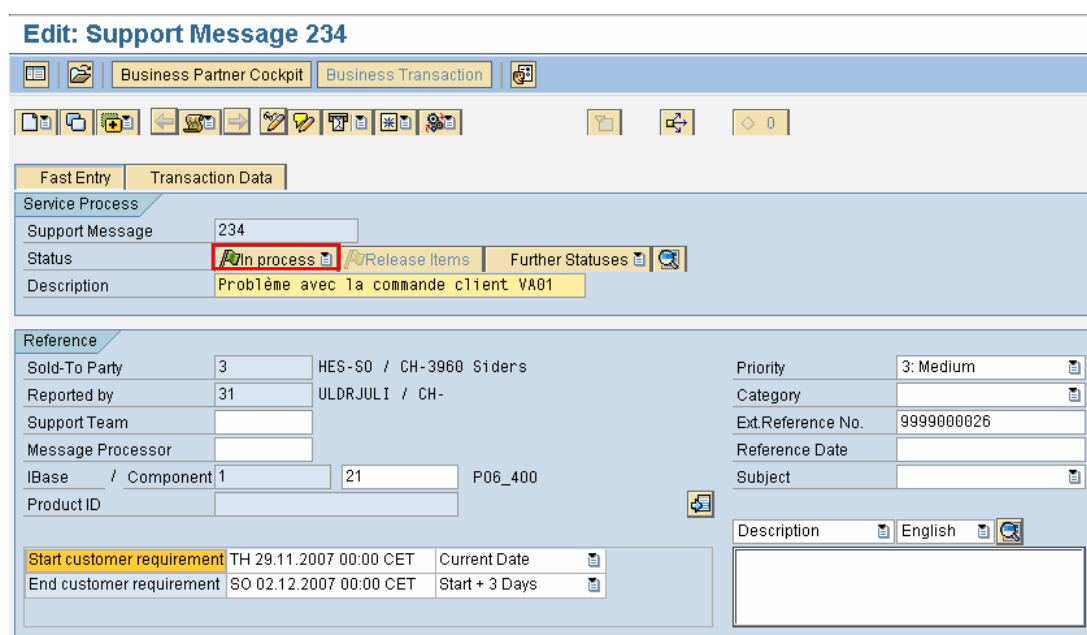 Edit: Support Message 234
Business Partner Cockpit Business Transaction
0
Fast Entry Transaction Data
Service Process
Support Message 234
Status In process Release Items Further Statuses
Description Problème avec la commande client VA01
Reference
Sold-To Party 3 HES-SO / CH-3960 Siders Priority 3: Medium
Reported by 31 ULDRJULI / CH- Category
Support Team Ext.Reference No. 9999000026
Message Processor Reference Date
IBase / Component 1 21 P06_400 Subject
Product ID
Description English
Start customer requirement TH 29.11.2007 00:00 CET Current Date
End customer requirement SO 02.12.2007 00:00 CET Start + 3 Days